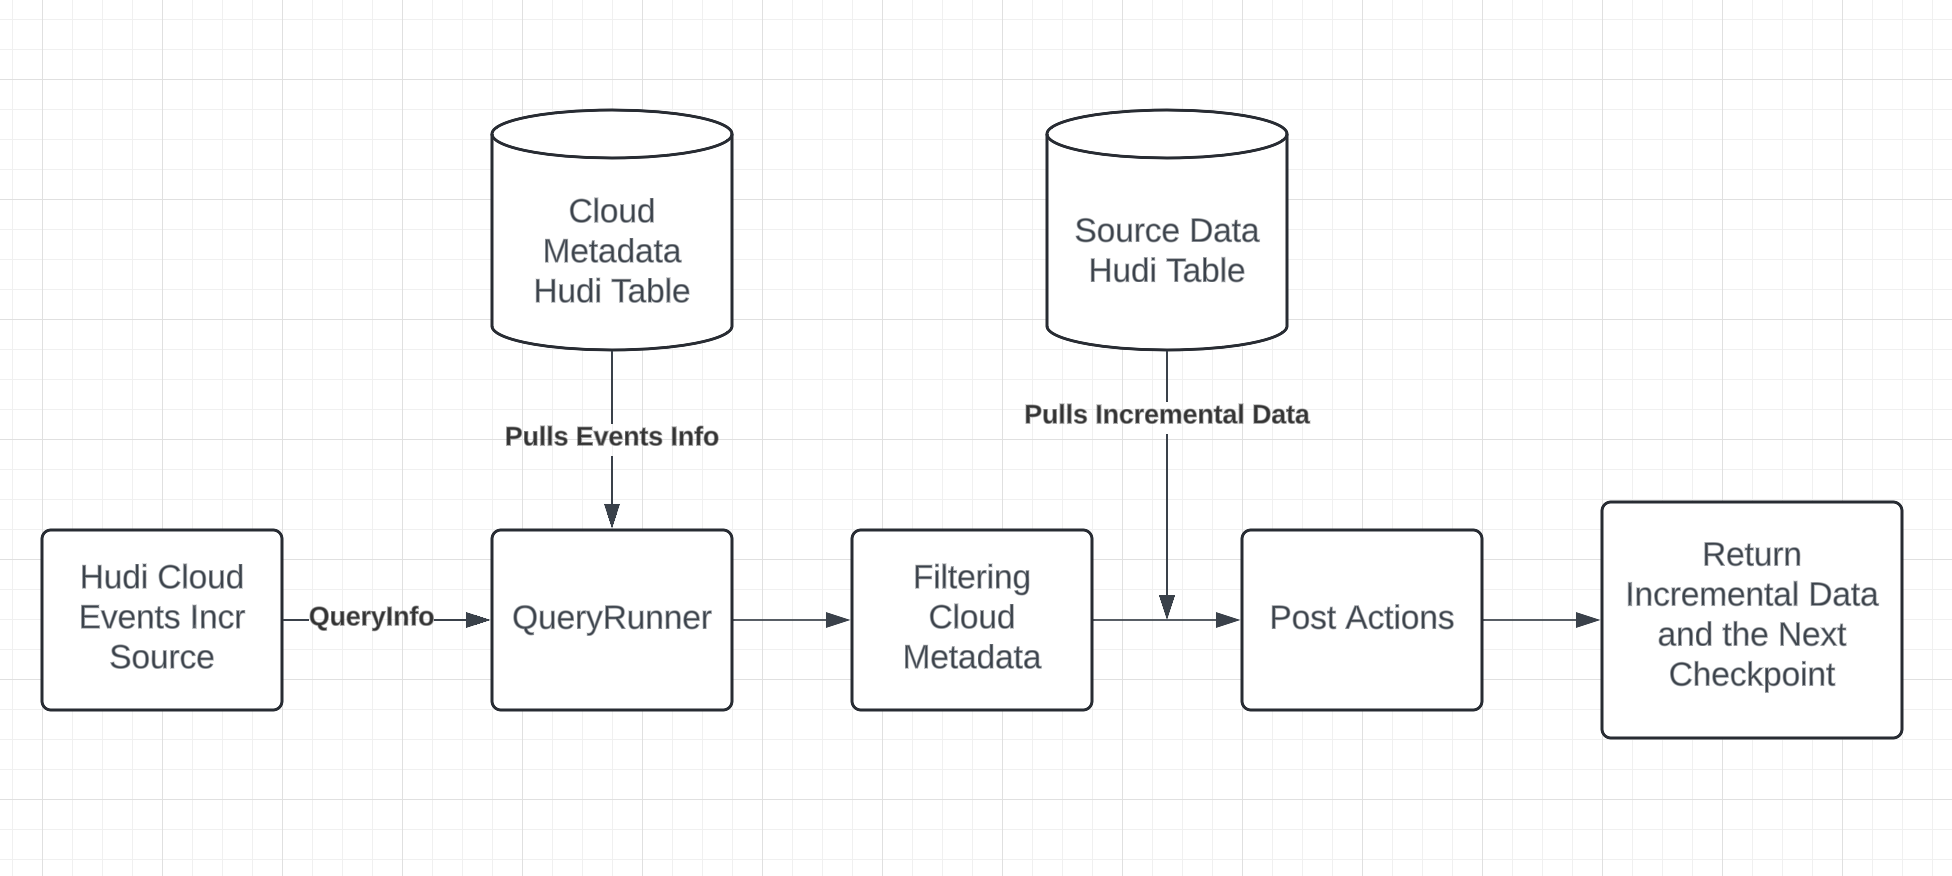 Cloud
Metadata
Hudi Table
Source Data
Hudi Table
Pulls Events Info
Pulls Incremental Data
Hudi Cloud
Events Incr
Source
QueryInfo
QueryRunner
Filtering
Cloud
Metadata
Post Actions
Return
Incremental Data
and the Next
Checkpoint